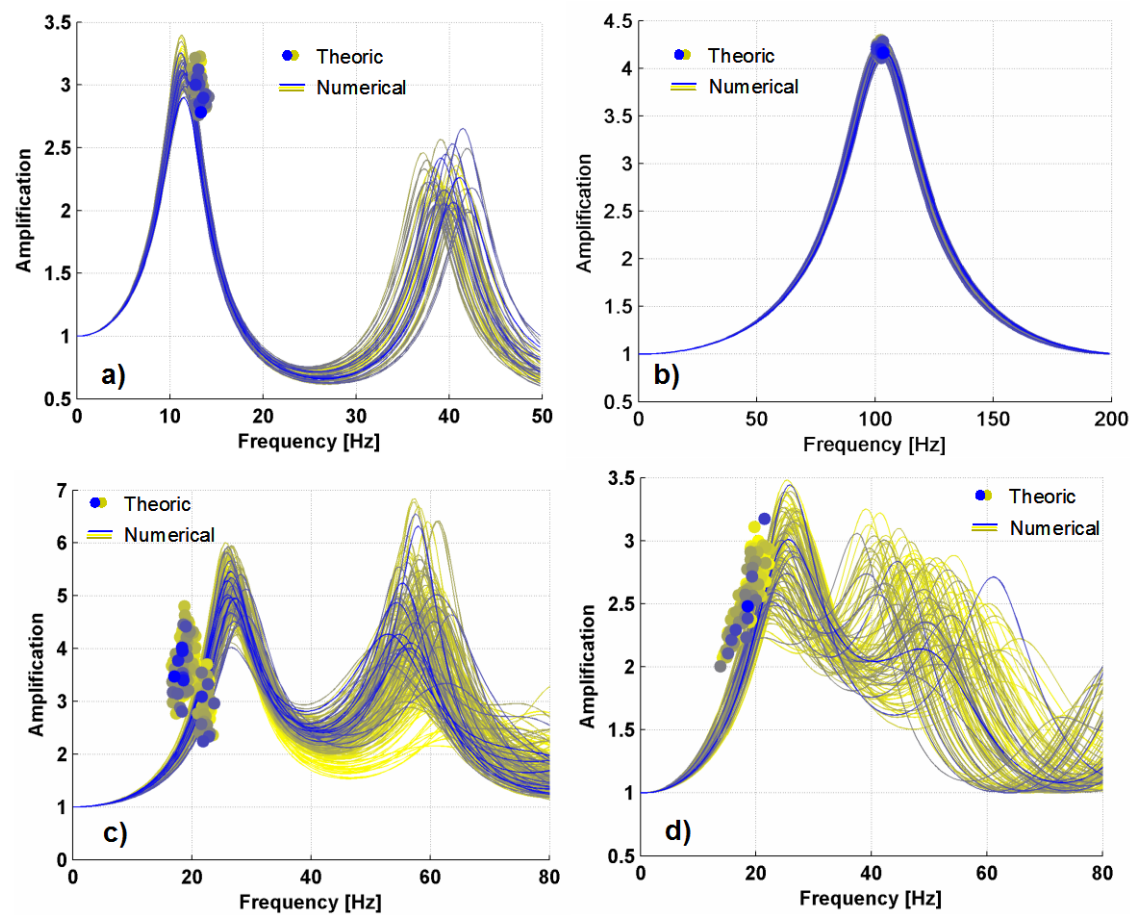 3.5
3
2.5
2
1.5
1
0.5
0 10 20 30 40 50
Amplification
Frequency [Hz]
Theoric
Numerical
a)
4.5
4
3.5
3
2.5
2
1.5
1
0.5
0 50 100 150 200
Amplification
Frequency [Hz]
Theoric
Numerical
b)
7
6
5
4
3
2
1
0
0 20 40 60 80
Amplification
Frequency [Hz]
Theoric
Numerical
c)
3.5
3
2.5
2
1.5
1
0.5
0 20 40 60 80
Amplification
Frequency [Hz]
Theoric
Numerical
d)